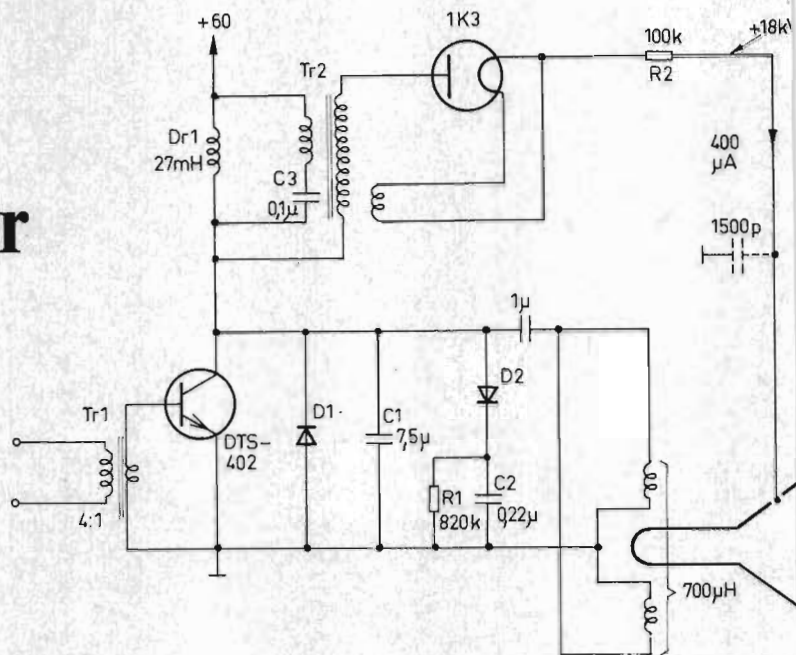 +60
1K3
100k
+18k
Tr2
R2
Dr1
27mH
C3
0,1µ
400
µA
r
1500p
1µ
D2
Tr1
D1
C1
7,5µ
DTS-
402
R1
820k
C2
0,22µ
4:1
700µH